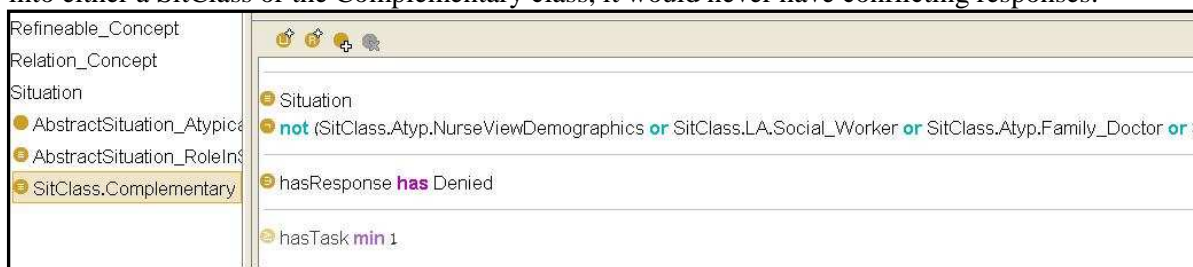 into either a SitClass or the Complementary class, it would never have conflicting responses.
Refineable_Concept
Relation_Concept
Situation
AbstractSituation_Atypica
AbstractSituation_RoleInS
SitClass.Complementary
Situation
not (SitClass.Atyp.NurseViewDemographics or SitClass.LA.Social_Worker or SitClass.Atyp.Family_Doctor or
hasResponse has Denied
hasTask min 1